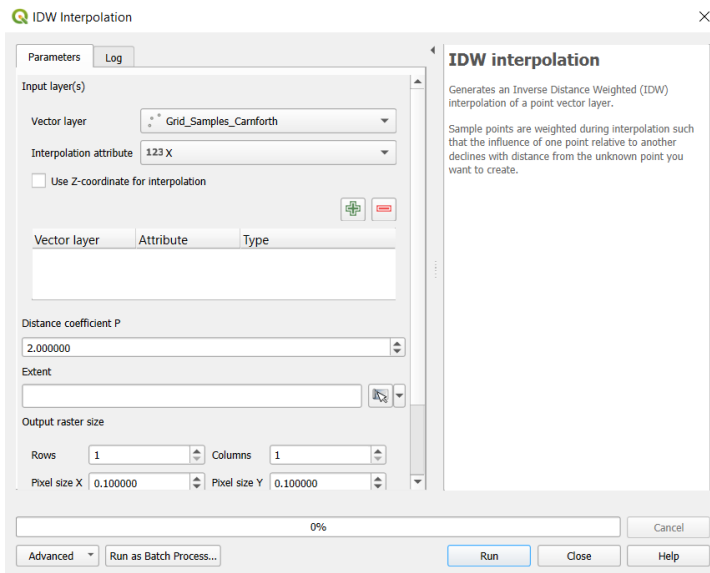 IDW Interpolation
Parameters Log
Input layer(s)
Vector layer Grid_Samples_Carnforth
Interpolation attribute 123 X
Use Z-coordinate for interpolation
Vector layer Attribute Type
Distance coefficient P
2.000000
Extent
Output raster size
Rows 1 Columns 1
Pixel size X 0.100000 Pixel size Y 0.100000
IDW interpolation
Generates an Inverse Distance Weighted (IDW)
interpolation of a point vector layer.
Sample points are weighted during interpolation such
that the influence of one point relative to another
declines with distance from the unknown point you
want to create.
0% Cancel
Advanced Run as Batch Process... Run Close Help